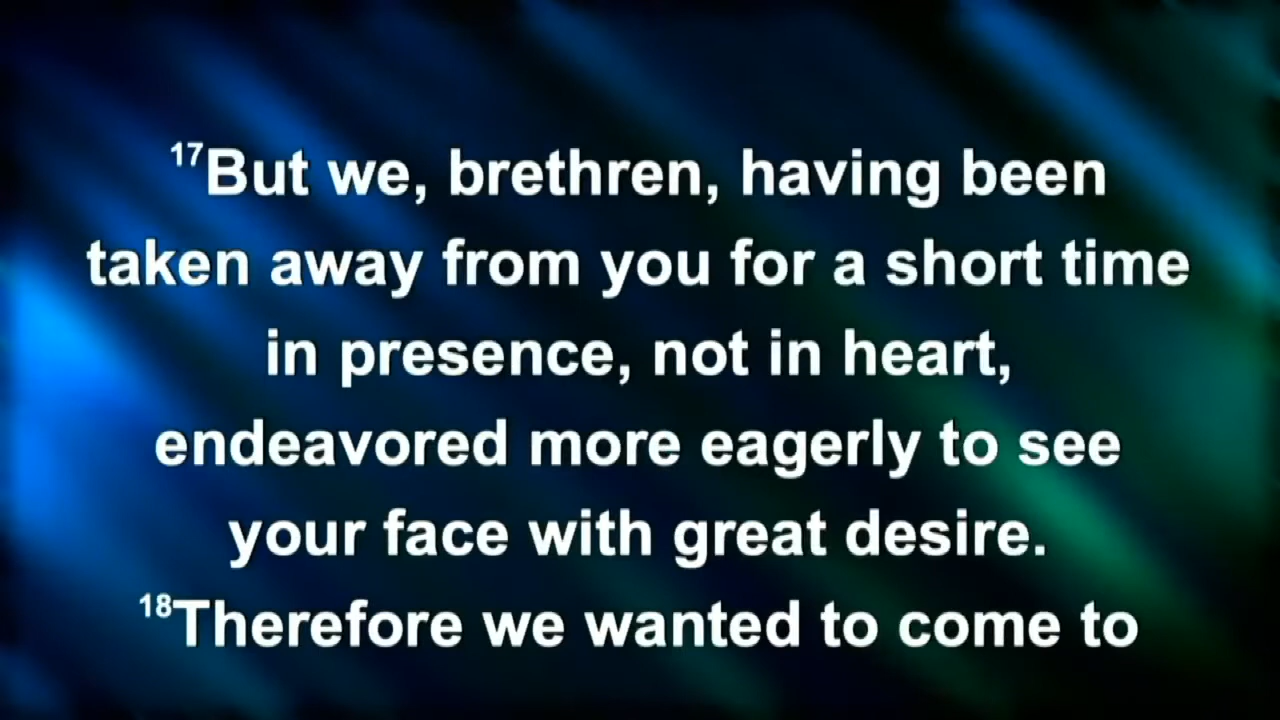 17But we, brethren, having been
taken away from you for a short time
in presence, not in heart,
endeavored more eagerly to see
your face with great desire.
18Therefore we wanted to come to